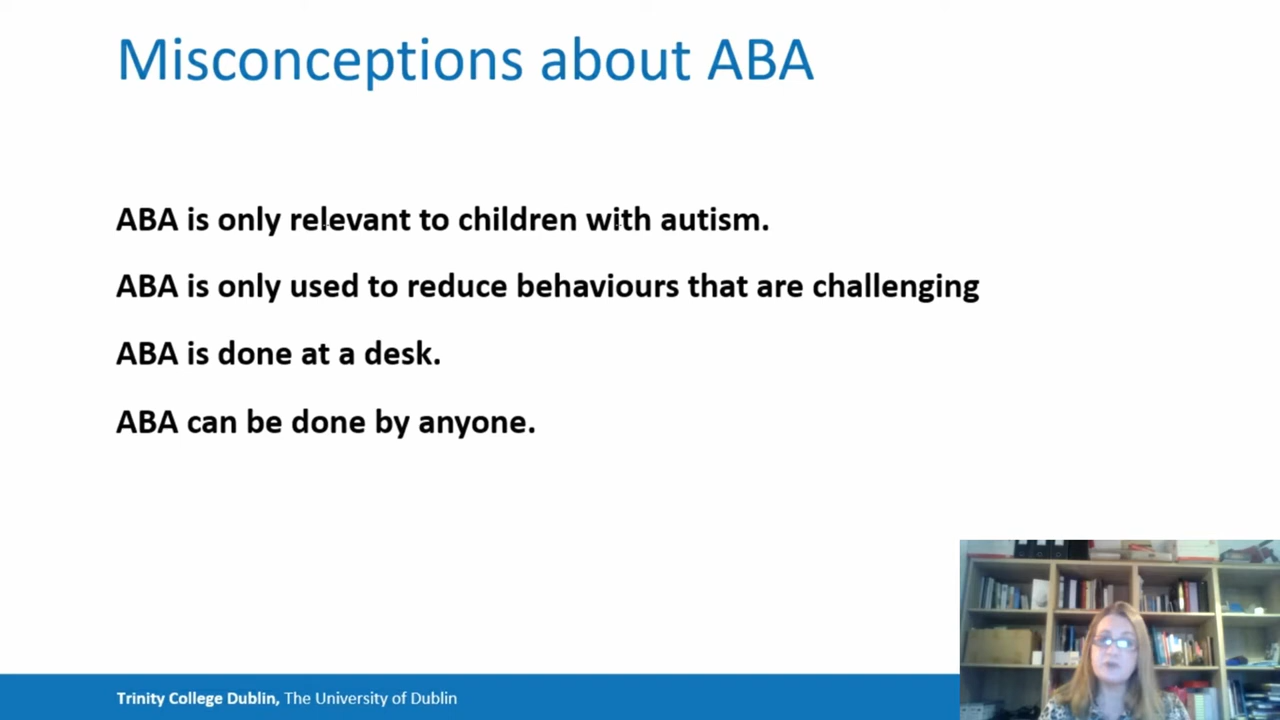 Misconceptions about ABA
ABA is only relevant to children with autism.
ABA is only used to reduce behaviours that are challenging
ABA is done at a desk.
ABA can be done by anyone.
Trinity College Dublin, The University of Dublin